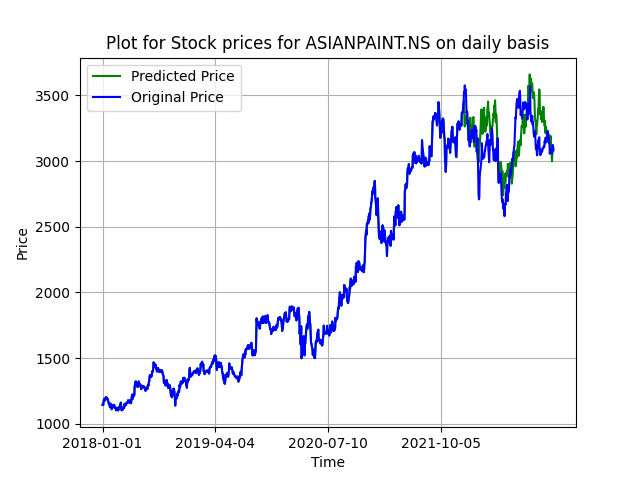 Plot for Stock prices for ASIANPAINT.NS on daily basis
Predicted Price
Original Price
3500
3000
2500
2000
1500
1000
Price
2018-01-01 2019-04-04 2020-07-10 2021-10-05
Time